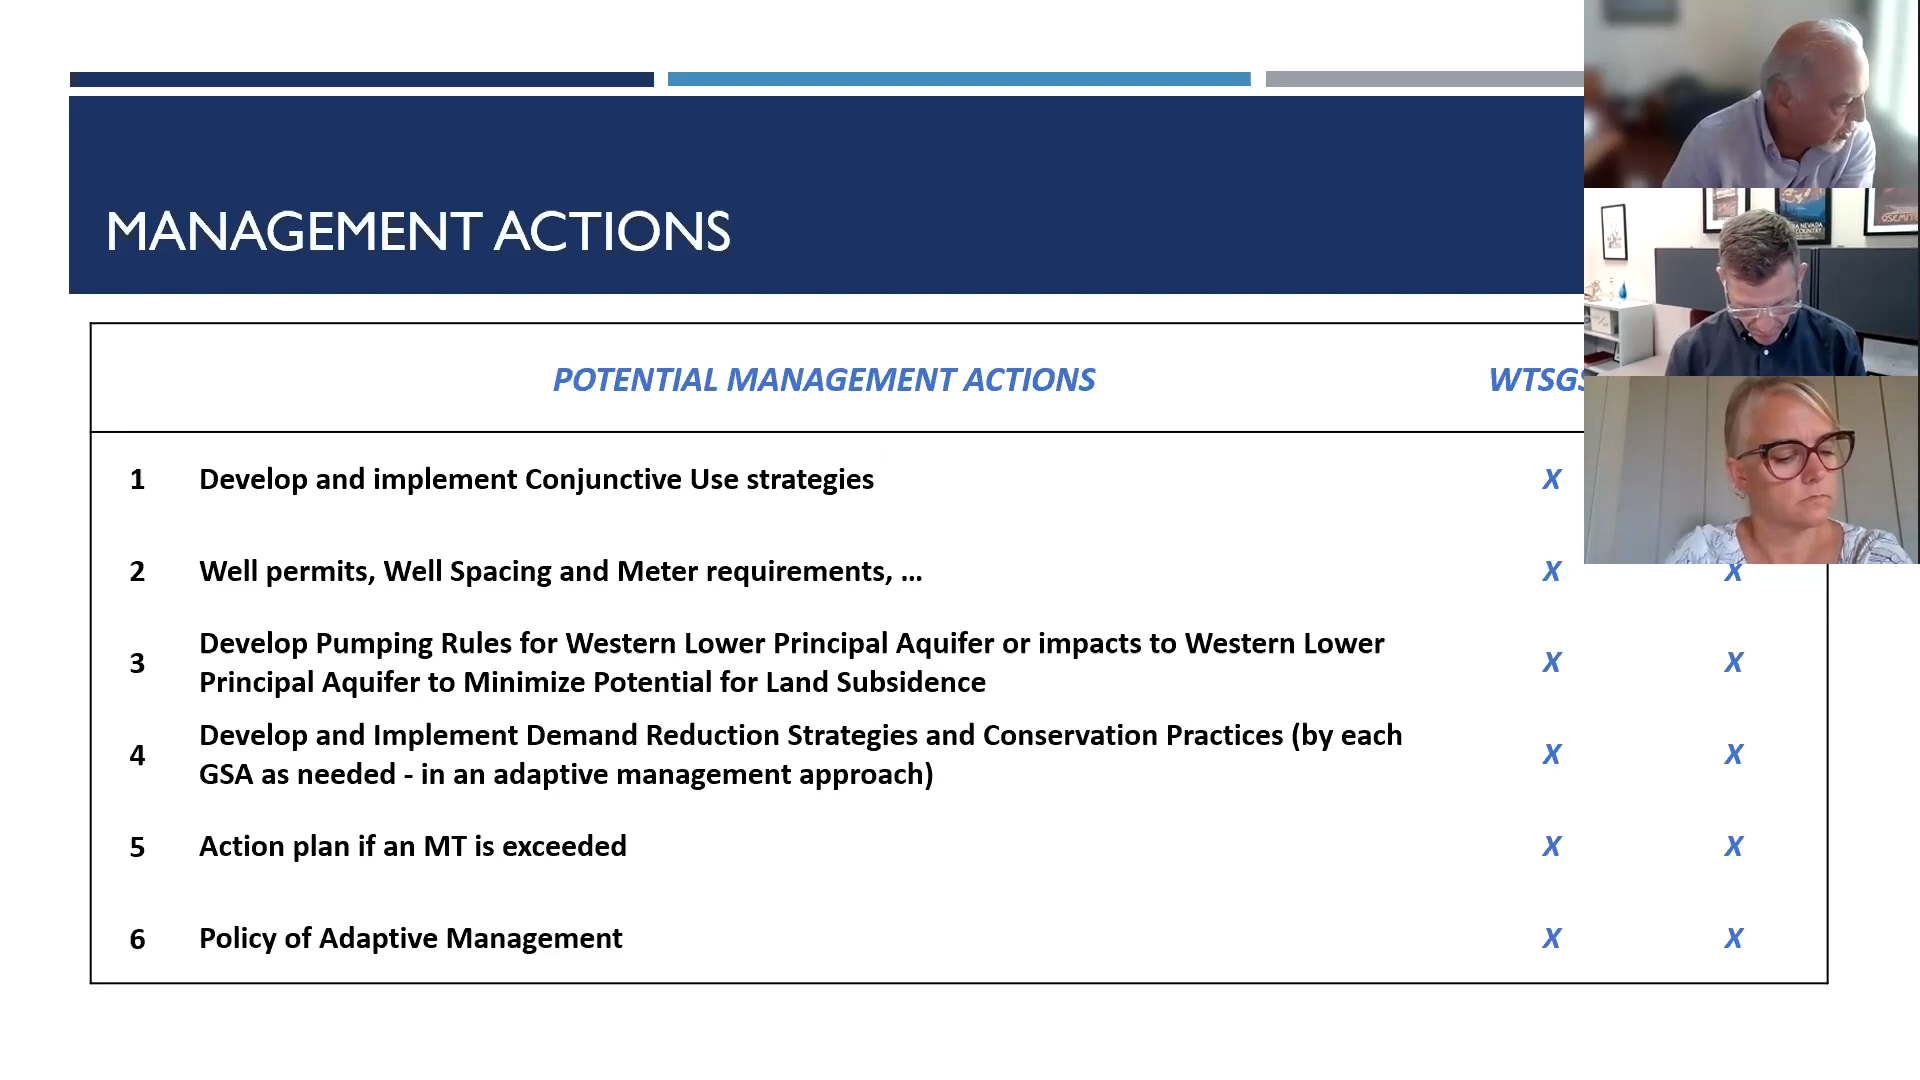 MANAGEMENT ACTIONS
POTENTIAL MANAGEMENT ACTIONS WTSGS
1 Develop and implement Conjunctive Use strategies X
2 Well permits, Well Spacing and Meter requirements, ... X X
3 Develop Pumping Rules for Western Lower Principal Aquifer or impacts to Western Lower
Principal Aquifer to Minimize Potential for Land Subsidence X X
4 Develop and Implement Demand Reduction Strategies and Conservation Practices (by each
GSA as needed - in an adaptive management approach) X X
5 Action plan if an MT is exceeded X X
6 Policy of Adaptive Management X X